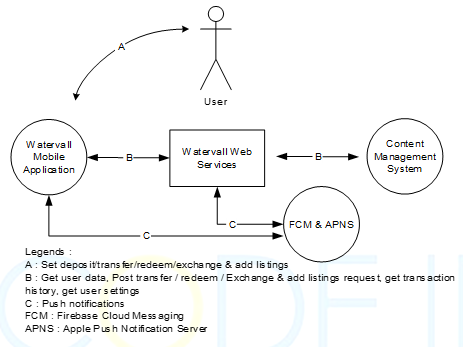 A
User
Watervall
Mobile
Application
B
Watervall Web
Services
B
Content
Management
System
C
FCM & APNS
C
Legends :
A : Set deposit/transfer/redeem/exchange & add listings
B : Get user data, Post transfer / redeem / Exchange & add listings request, get transaction
history, get user settings
C : Push notifications
FCM : Firebase Cloud Messaging
APNS : Apple Push Notification Server